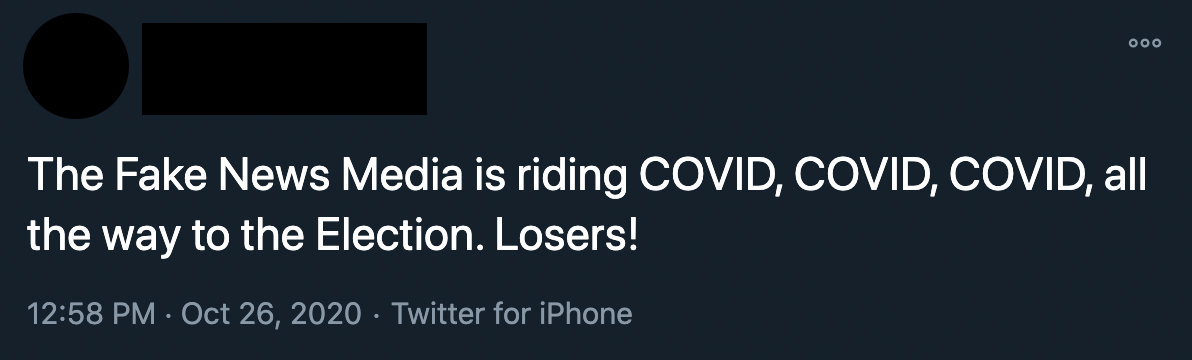 The Fake News Media is riding COVID, COVID, COVID, all
the way to the Election. Losers!
12:58 PM · Oct 26, 2020 · Twitter for iPhone